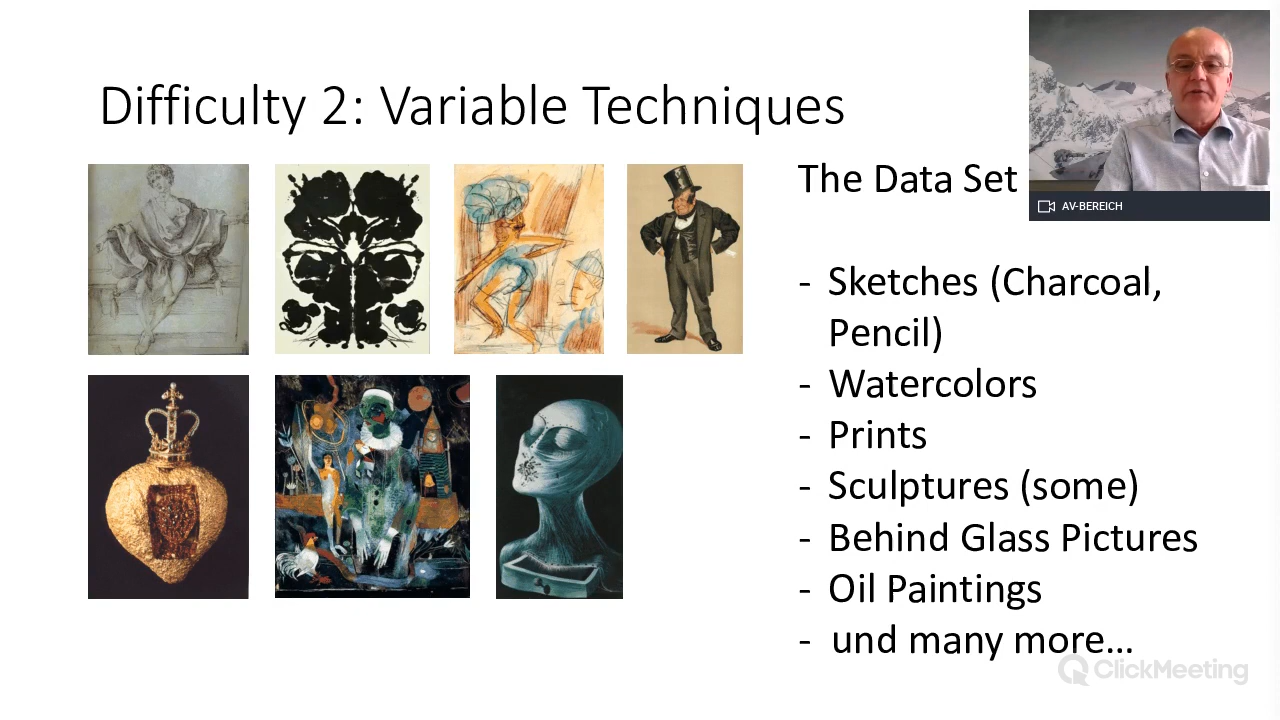 Difficulty 2: Variable Techniques
The Data Set
- Sketches (Charcoal,
Pencil)
- Watercolors
- Prints
- Sculptures (some)
- Behind Glass Pictures
- Oil Paintings
- und many more...
AV-BEREICH
ClickMeeting